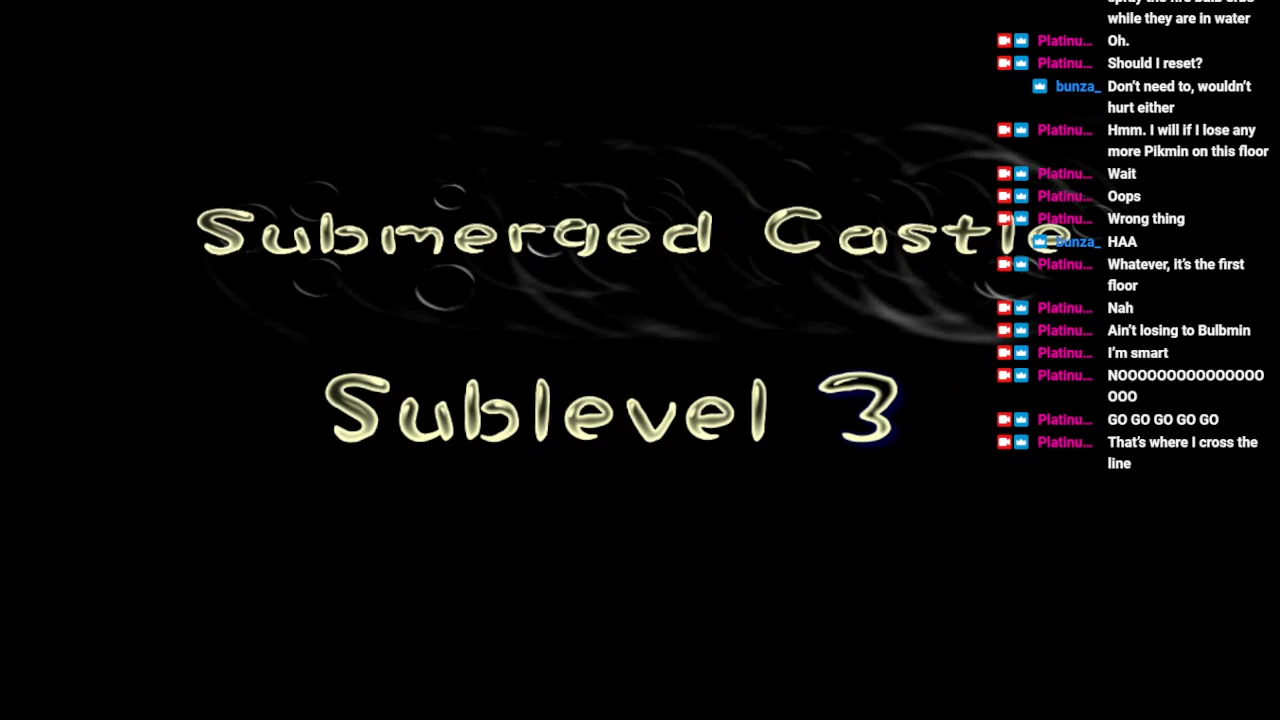 while they are in water
Platinu... Oh.
Platinu... Should I reset?
bunza_ Don't need to, wouldn't
hurt either
Platinu... Hmm. I will if I lose any
more Pikmin on this floor
Platinu... Wait
Platinu... Oops
Platinu... Wrong thing
bunza_ HAA
Platinu... Whatever, it's the first
floor
Platinu... Nah
Platinu... Ain't losing to Bulbmin
Platinu... I'm smart
Platinu... NOOOOOOOOOOOOOOO
OOO
Platinu... GO GO GO GO GO
Platinu... That's where I cross the
line
Submerged Castle
Sublevel 3